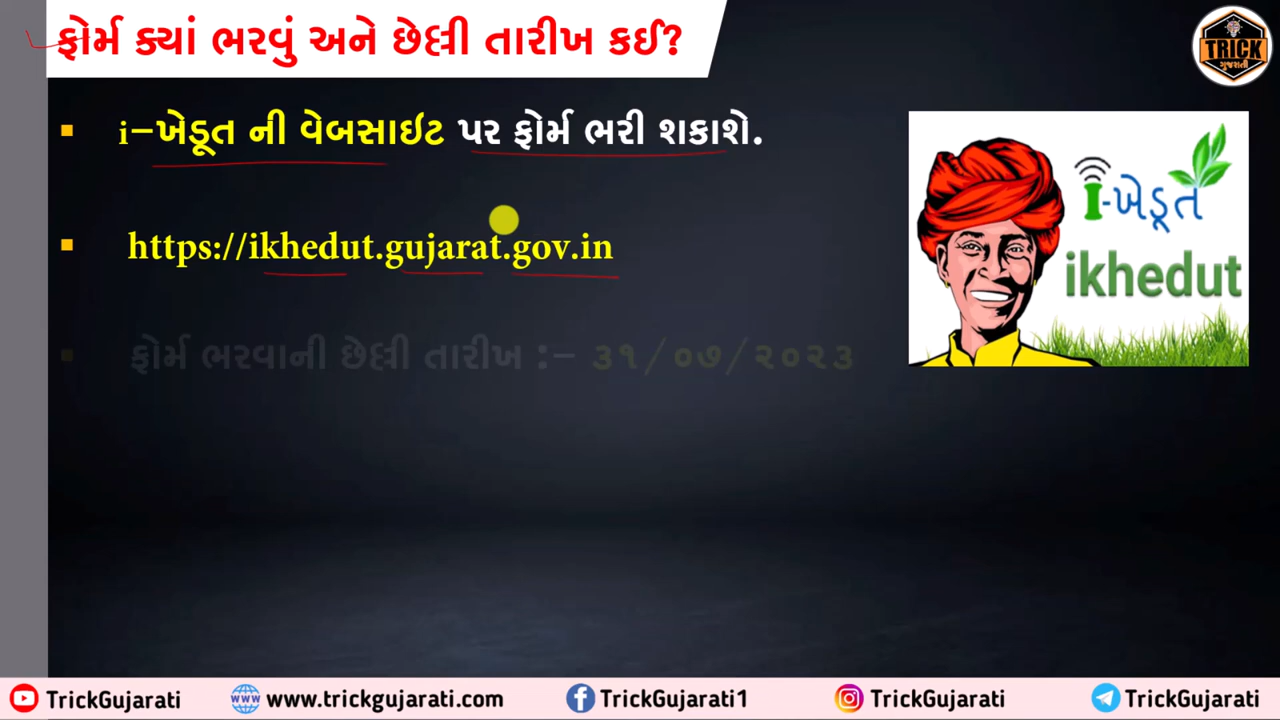 ફોર્મ ક્યાં ભરવું અને છેલ્લી તારીખ કઈ?
TRICK
ગુજરાતી
i–ખેડૂત ની વેબસાઇટ પર ફોર્મ ભરી શકાશે.
i-ખેડૂત
https://ikhedut.gujarat.gov.in
ikhedut
ફોર્મ ભરવાની છેલ્લી તારીખ :– ૩૧/૦૭/૨૦૨૩
TrickGujarati www.trickgujarati.com TrickGujarati1 TrickGujarati TrickGujarati